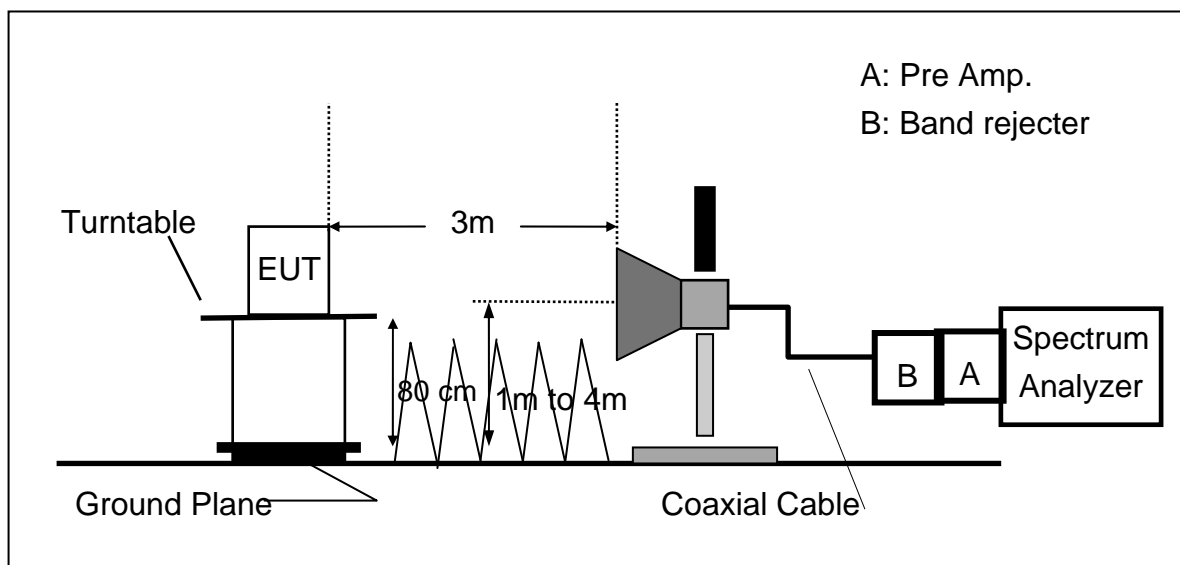 A: Pre Amp.
B: Band rejecter
Turntable
3m
EUT
80 cm
1m to 4m
B
A
Spectrum
Analyzer
Ground Plane
Coaxial Cable